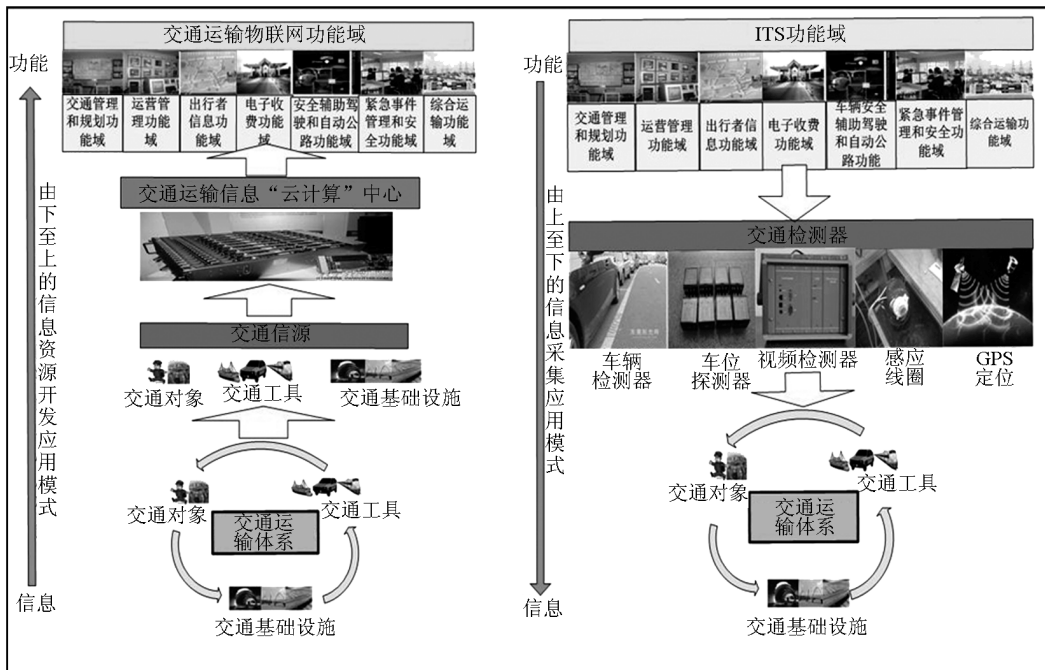 交通运输物联网功能域
功能
交通管理
和规划功
能域
运营管
理功能域
出行者
信息功能域
电子收
费功能域
安全辅助驾
驶和自动公
路功能域
紧急事件
管理和安
全功能域
综合运
输功能域
交通运输信息“云计算”中心
由下至上的信息资源开发应用模式
交通信源
交通对象
交通工具
交通基础设施
交通对象
交通工具
交通运
输体系
信息
交通基础设施
ITS功能域
功能
交通管理
和规划功
能域
运营管理
功能域
出行者信
息功能域
电子收费
功能域
车辆安全
辅助驾驶
和自动公
路功能
紧急事件管
理和安全功
能域
综合运输功
能域
由上至下的信息采集应用模式
交通检测器
车辆
检测器
车位
探测器
视频检测器
感应
线圈
GPS
定位
交通对象
交通工具
交通运
输体系
信息
交通基础设施